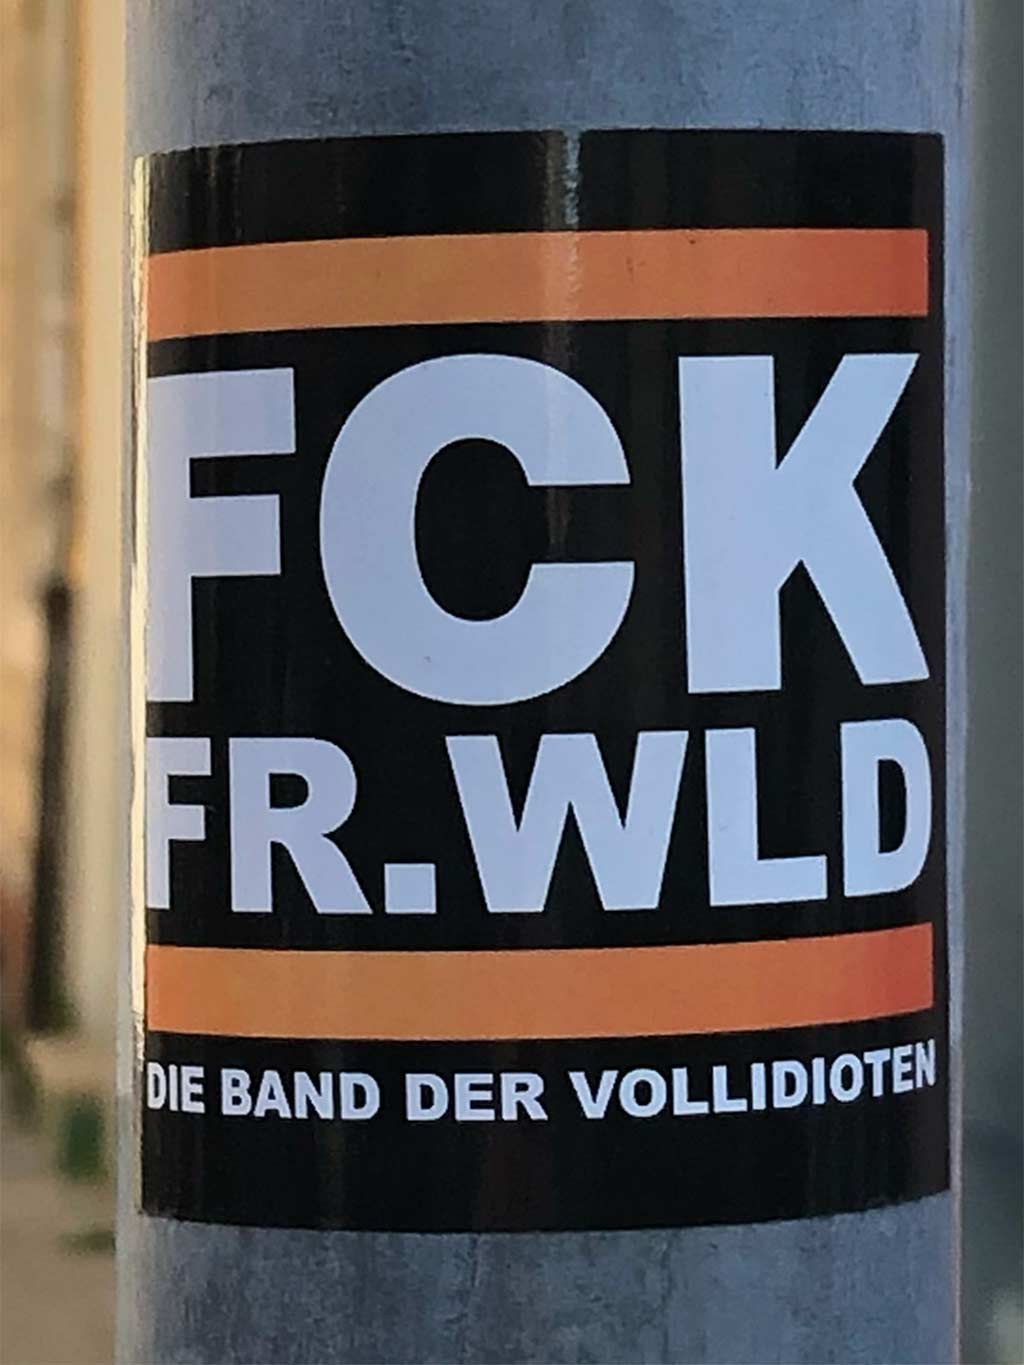 FCK
FR.WLD
DIE BAND DER VOLLIDIOTEN